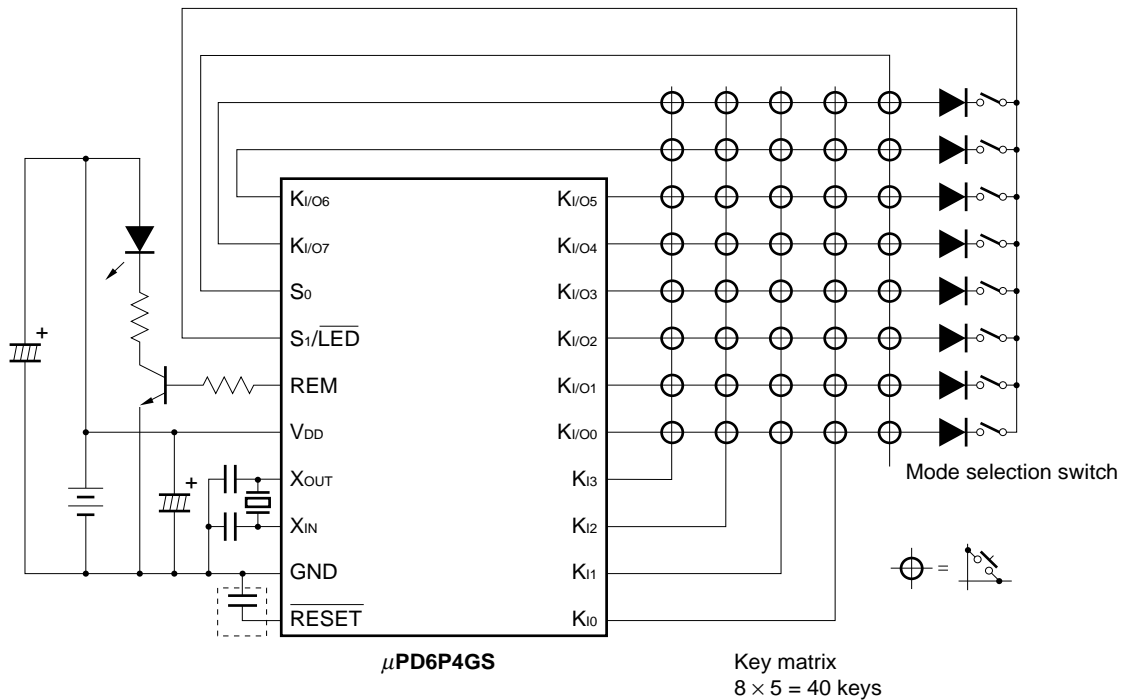 KI/O6
KI/O7
S0
S1/LED
REM
VDD
XOUT
XIN
GND
RESET
KI/O5
KI/O4
KI/O3
KI/O2
KI/O1
KI/O0
KI3
KI2
KI1
KI0
+
+
Mode selection switch
=
μPD6P4GS
Key matrix
8 × 5 = 40 keys